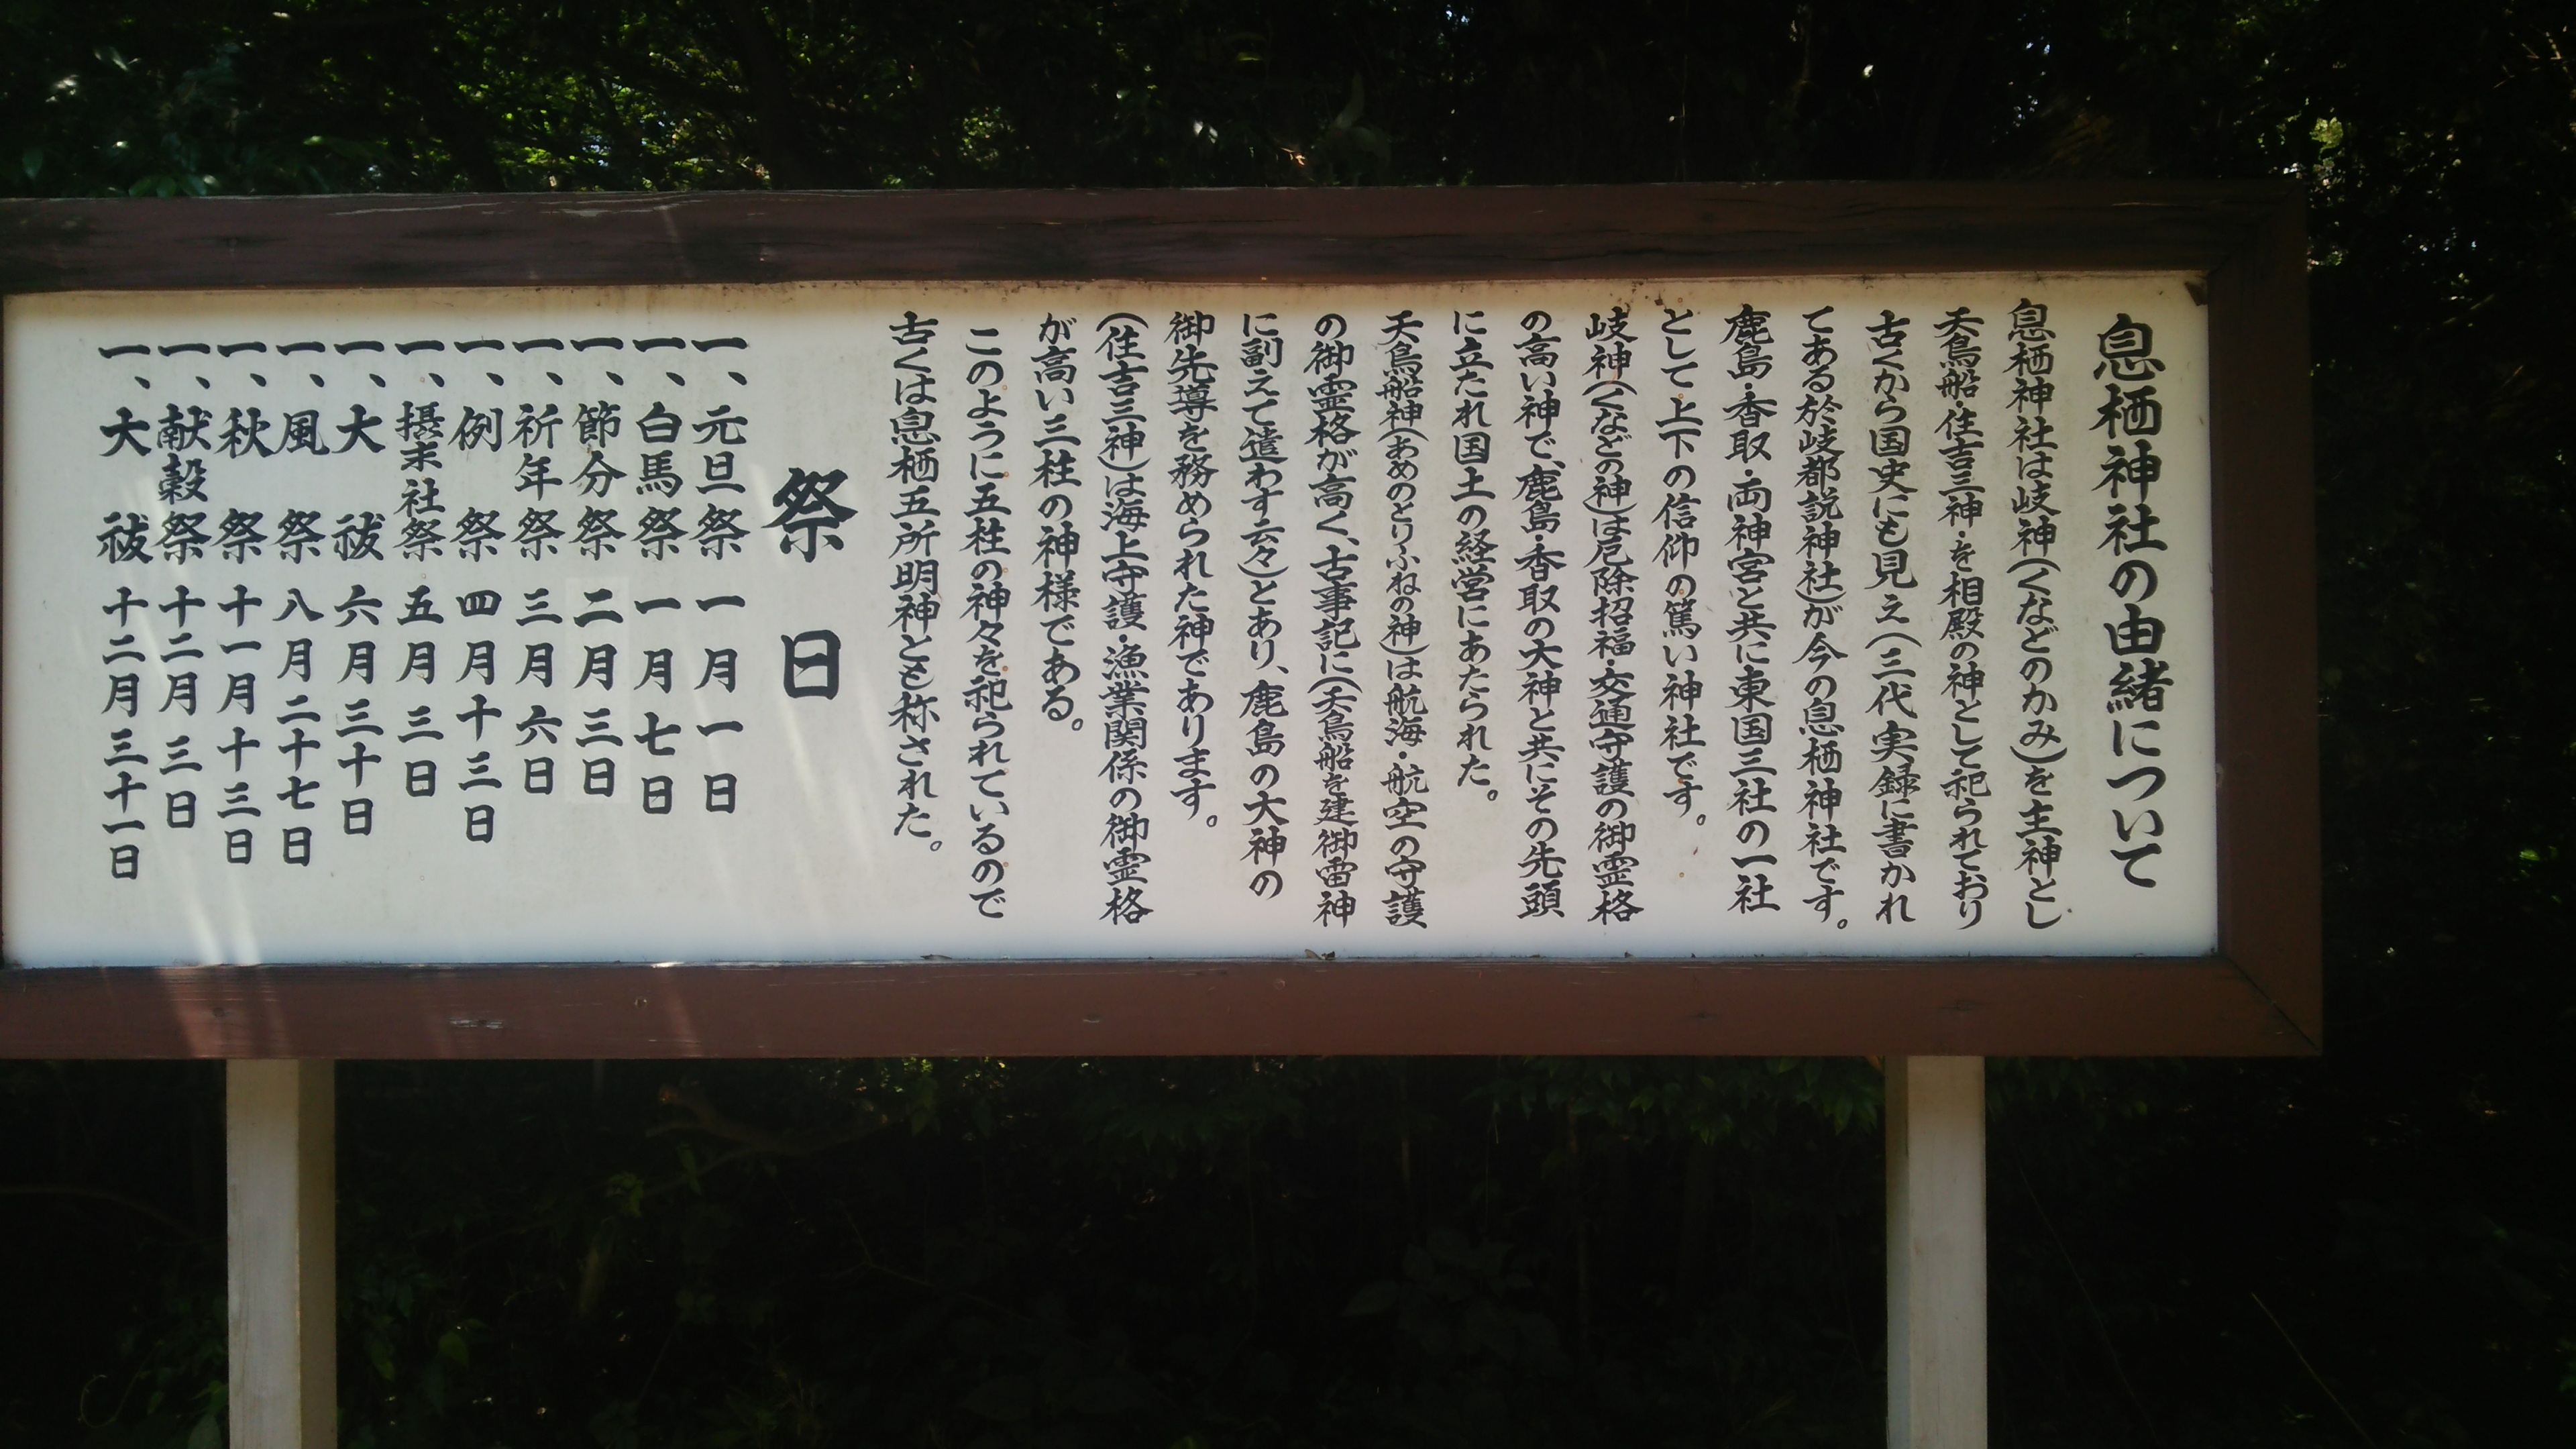 息栖神社の由緒について
息栖神社は岐神(くなどのかみ)を主神とし
天鳥船・住吉三神・を相殿の神として祀られており
古くから国史にも見え(三代実録に書かれ
てある於岐都説神社)が今の息栖神社です。
鹿島・香取・両神宮と共に東国三社の一社
として上下の信仰の篤い神社です。
岐神(くなどの神)は厄除招福・交通守護の御霊格
の高い神で、鹿島・香取の大神と共にその先頭
に立たれ国土の経営にあたられた。
天鳥船神(あめのとりふねの神)は航海・航空の守護
の御霊格が高く、古事記に(天鳥船を建御雷神
に副えて遣わす云々)とあり、鹿島の大神の
御先導を務められた神であります。
(住吉三神)は海上守護・漁業関係の御霊格
が高い三柱の神様である。
このように五柱の神々を祀られているので
古くは息栖五所明神とも称された。
祭日
一、元旦祭 一月一日
一、白馬祭 一月七日
一、節分祭 二月三日
一、祈年祭 三月六日
一、例祭 四月十三日
一、摂末社祭 五月三日
一、大祓 六月三十日
一、風祭 八月二十七日
一、秋祭 十一月十三日
一、献穀祭 十二月三日
一、大祓 十二月三十一日